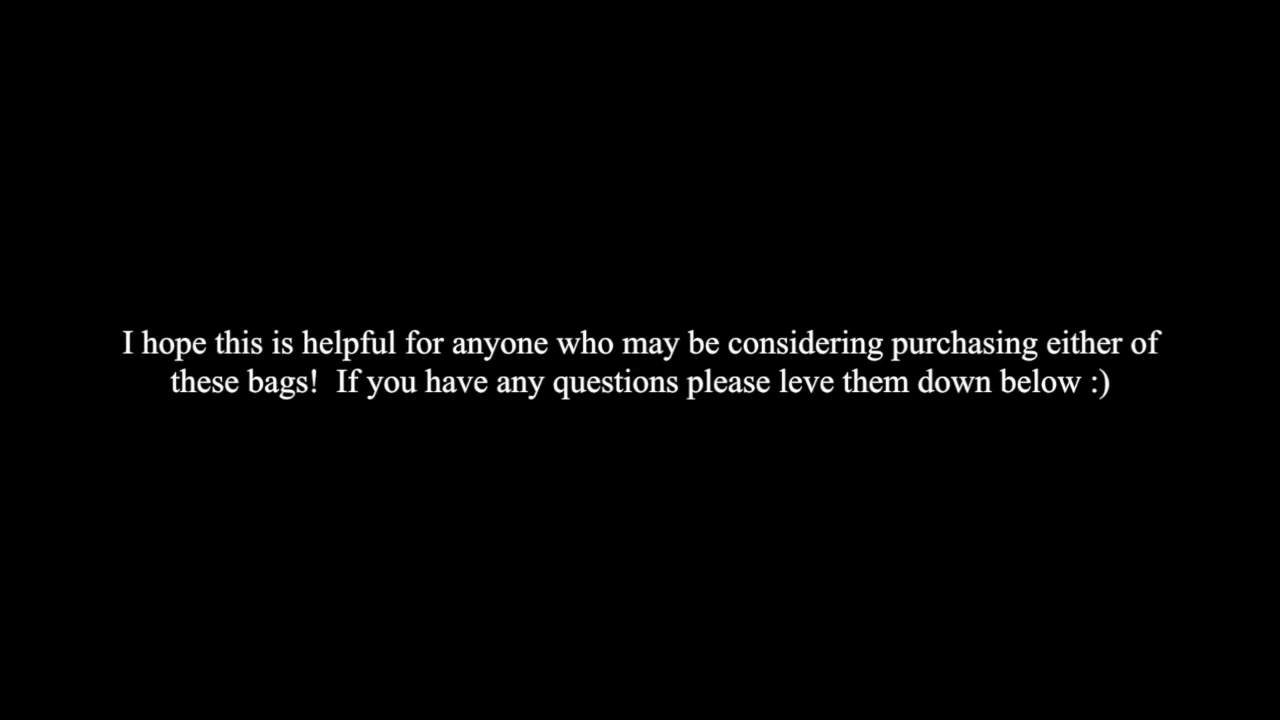 I hope this is helpful for anyone who may be considering purchasing either of
these bags!  If you have any questions please leve them down below :)